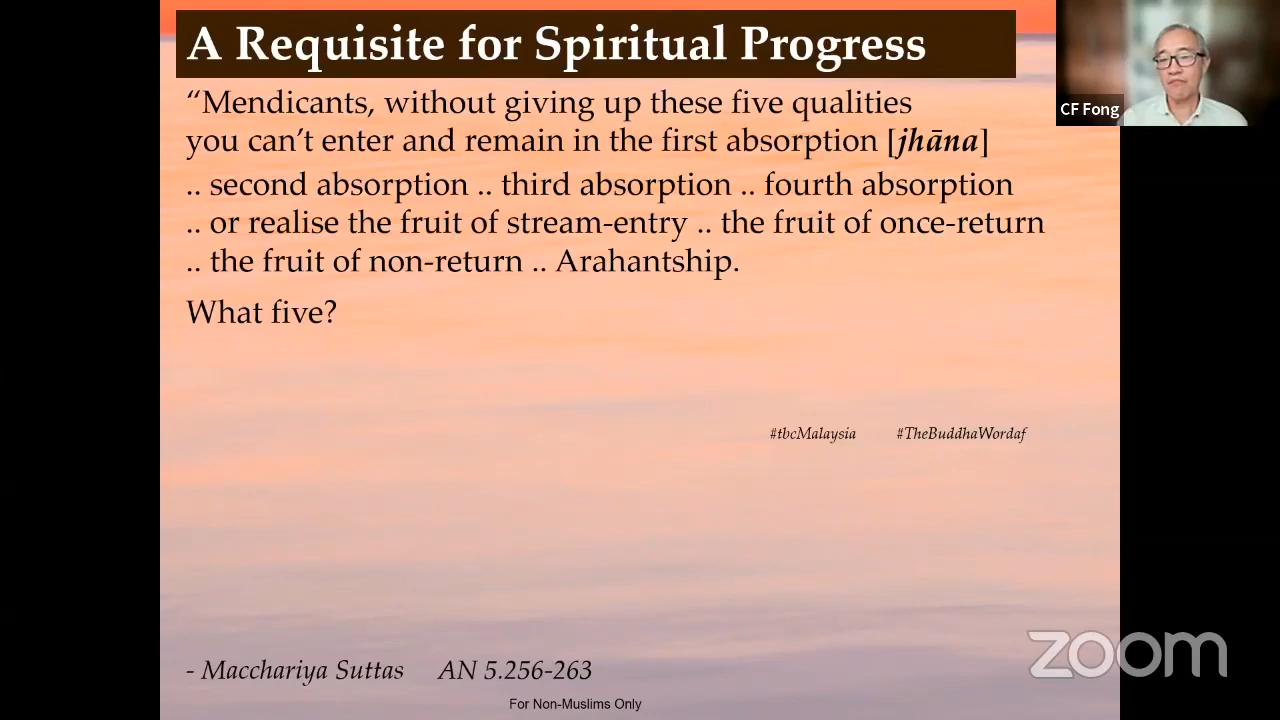 A Requisite for Spiritual Progress
CF Fong
“Mendicants, without giving up these five qualities
you can’t enter and remain in the first absorption [jhāna]
.. second absorption .. third absorption .. fourth absorption
.. or realise the fruit of stream-entry .. the fruit of once-return
.. the fruit of non-return .. Arahantship.
What five?
#tbcMalaysia #TheBuddhaWordaf
- Macchariya Suttas AN 5.256-263
For Non-Muslims Only
zoom